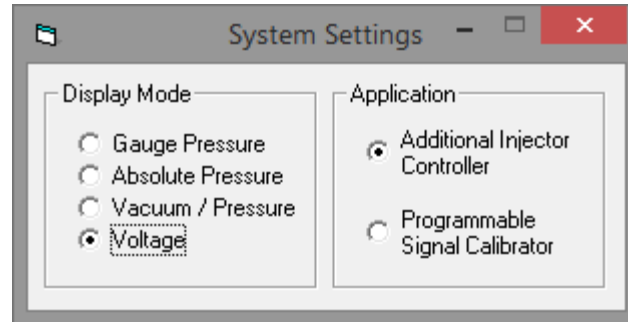 System Settings
Display Mode
Gauge Pressure
Absolute Pressure
Vacuum / Pressure
Voltage
Application
Additional Injector
Controller
Programmable
Signal Calibrator